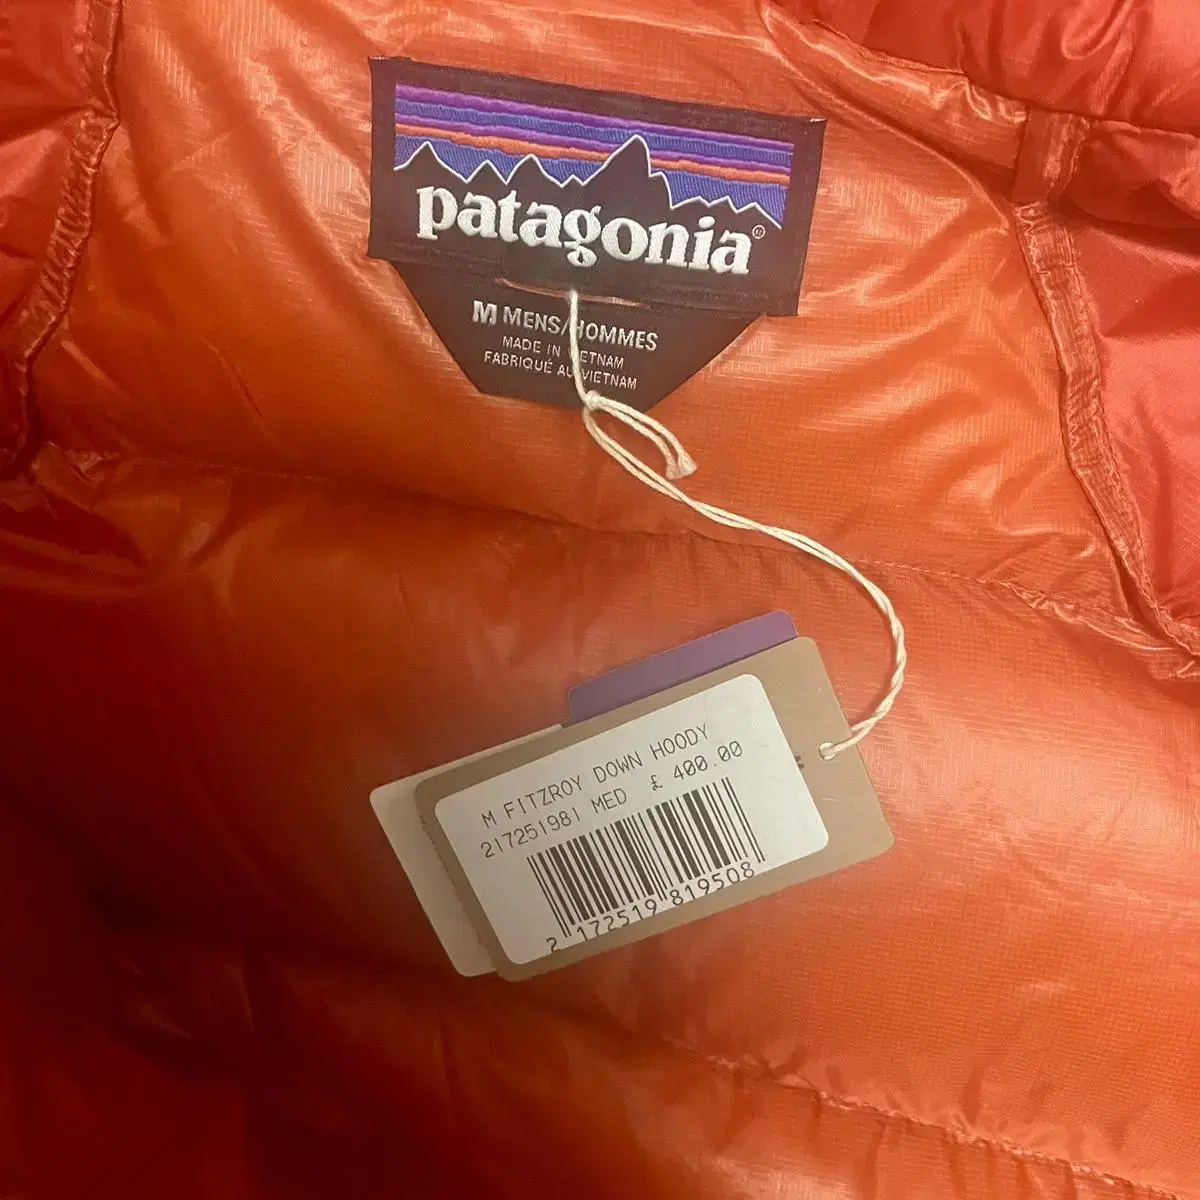 patagonia®
M MENS/HOMMES
MADE IN VIETNAM
FABRIQUÉ AU VIETNAM
M FITZROY DOWN HOODY
217251981 MED £ 400.00
2 172519 819508